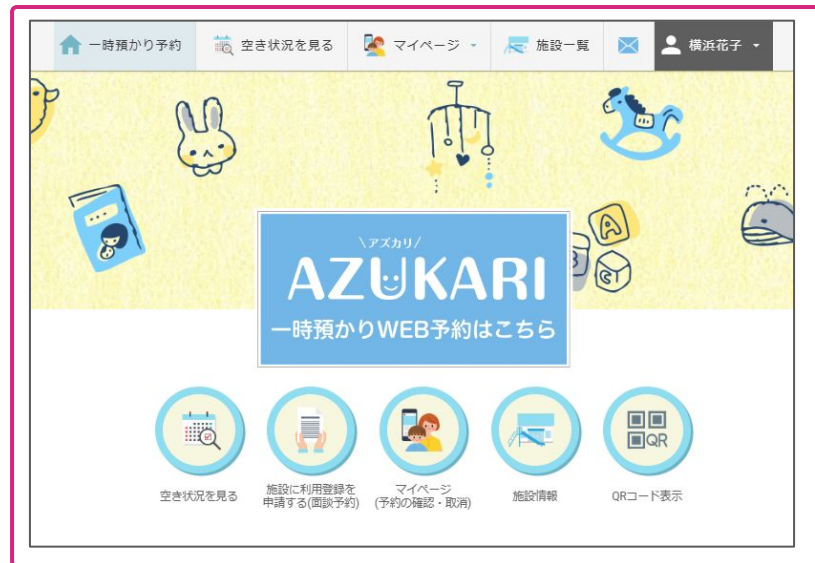 一時預かり予約
空き状況を見る
マイページ
施設一覧
横浜花子
\アズカリ/
AZUKARI
一時預かりWEB予約はこちら
A
B
C
QR
空き状況を見る
施設に利用登録を
申請する(面談予約)
マイページ
(予約の確認・取消)
施設情報
QRコード表示